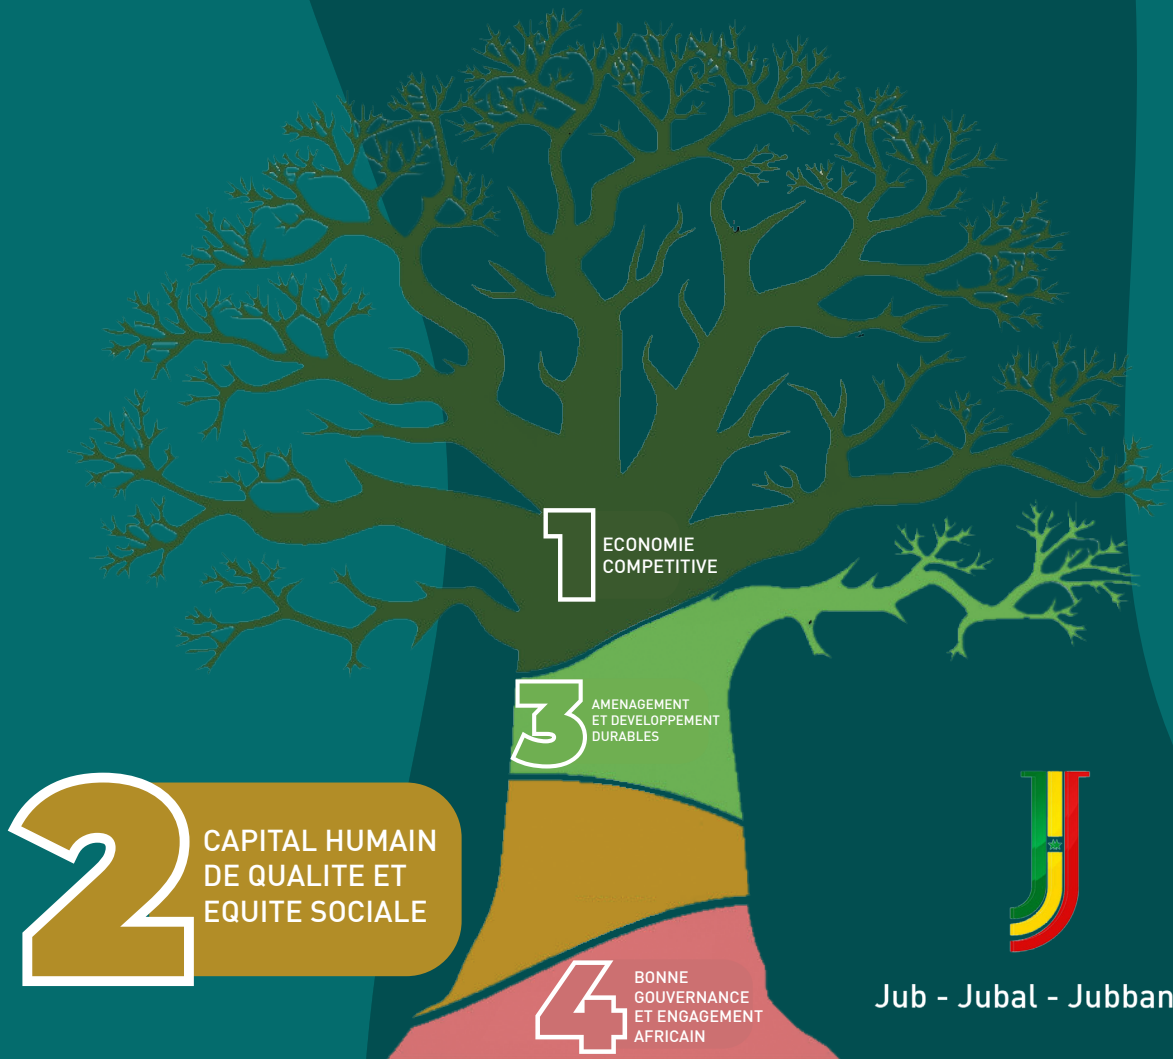 1
ECONOMIE
COMPETITIVE
3
AMENAGEMENT
ET DEVELOPPEMENT
DURABLES
2
CAPITAL HUMAIN
DE QUALITE ET
EQUITE SOCIALE
4
BONNE
GOUVERNANCE
ET ENGAGEMENT
AFRICAIN
J
Jub - Jubal - Jubban